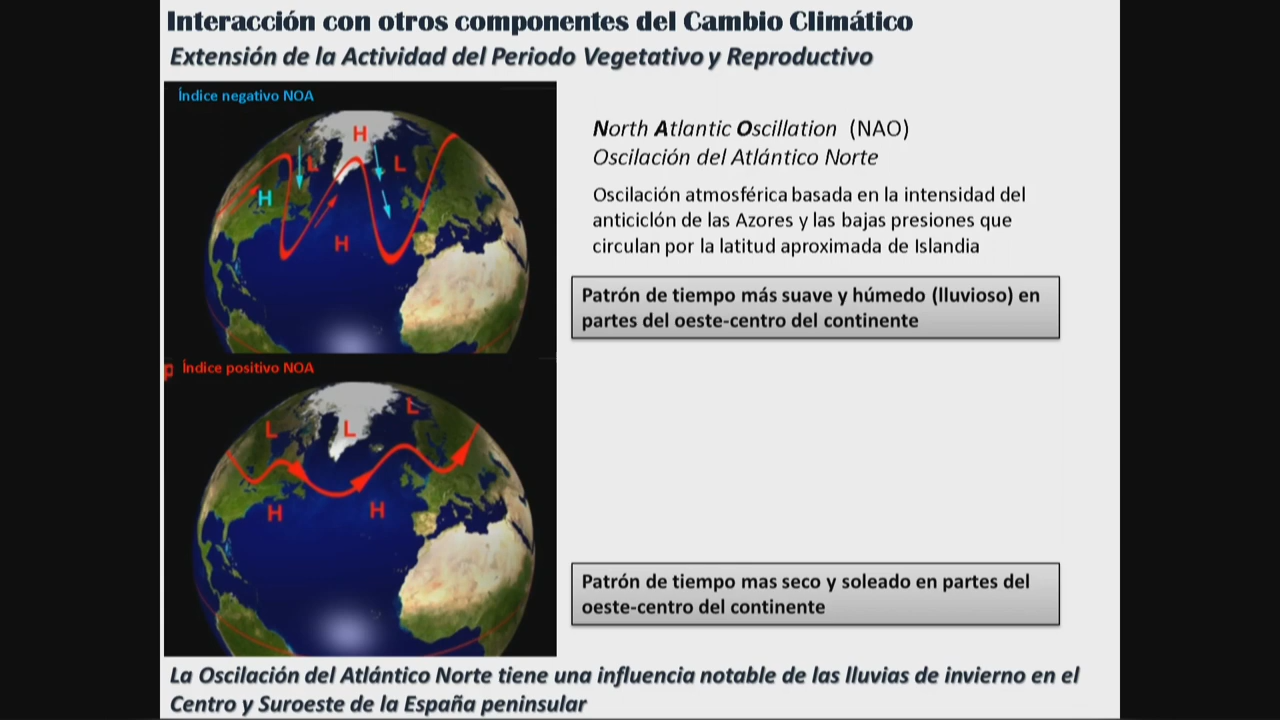 Interacción con otros componentes del Cambio Climático
Extensión de la Actividad del Periodo Vegetativo y Reproductivo
Índice negativo NOA
H
L
L
H
H
North Atlantic Oscillation (NAO)
Oscilación del Atlántico Norte
Oscilación atmosférica basada en la intensidad del
anticiclón de las Azores y las bajas presiones que
circulan por la latitud aproximada de Islandia
Patrón de tiempo más suave y húmedo (lluvioso) en
partes del oeste-centro del continente
Índice positivo NOA
L
L
L
H
H
Patrón de tiempo mas seco y soleado en partes del
oeste-centro del continente
La Oscilación del Atlántico Norte tiene una influencia notable de las lluvias de invierno en el
Centro y Suroeste de la España peninsular